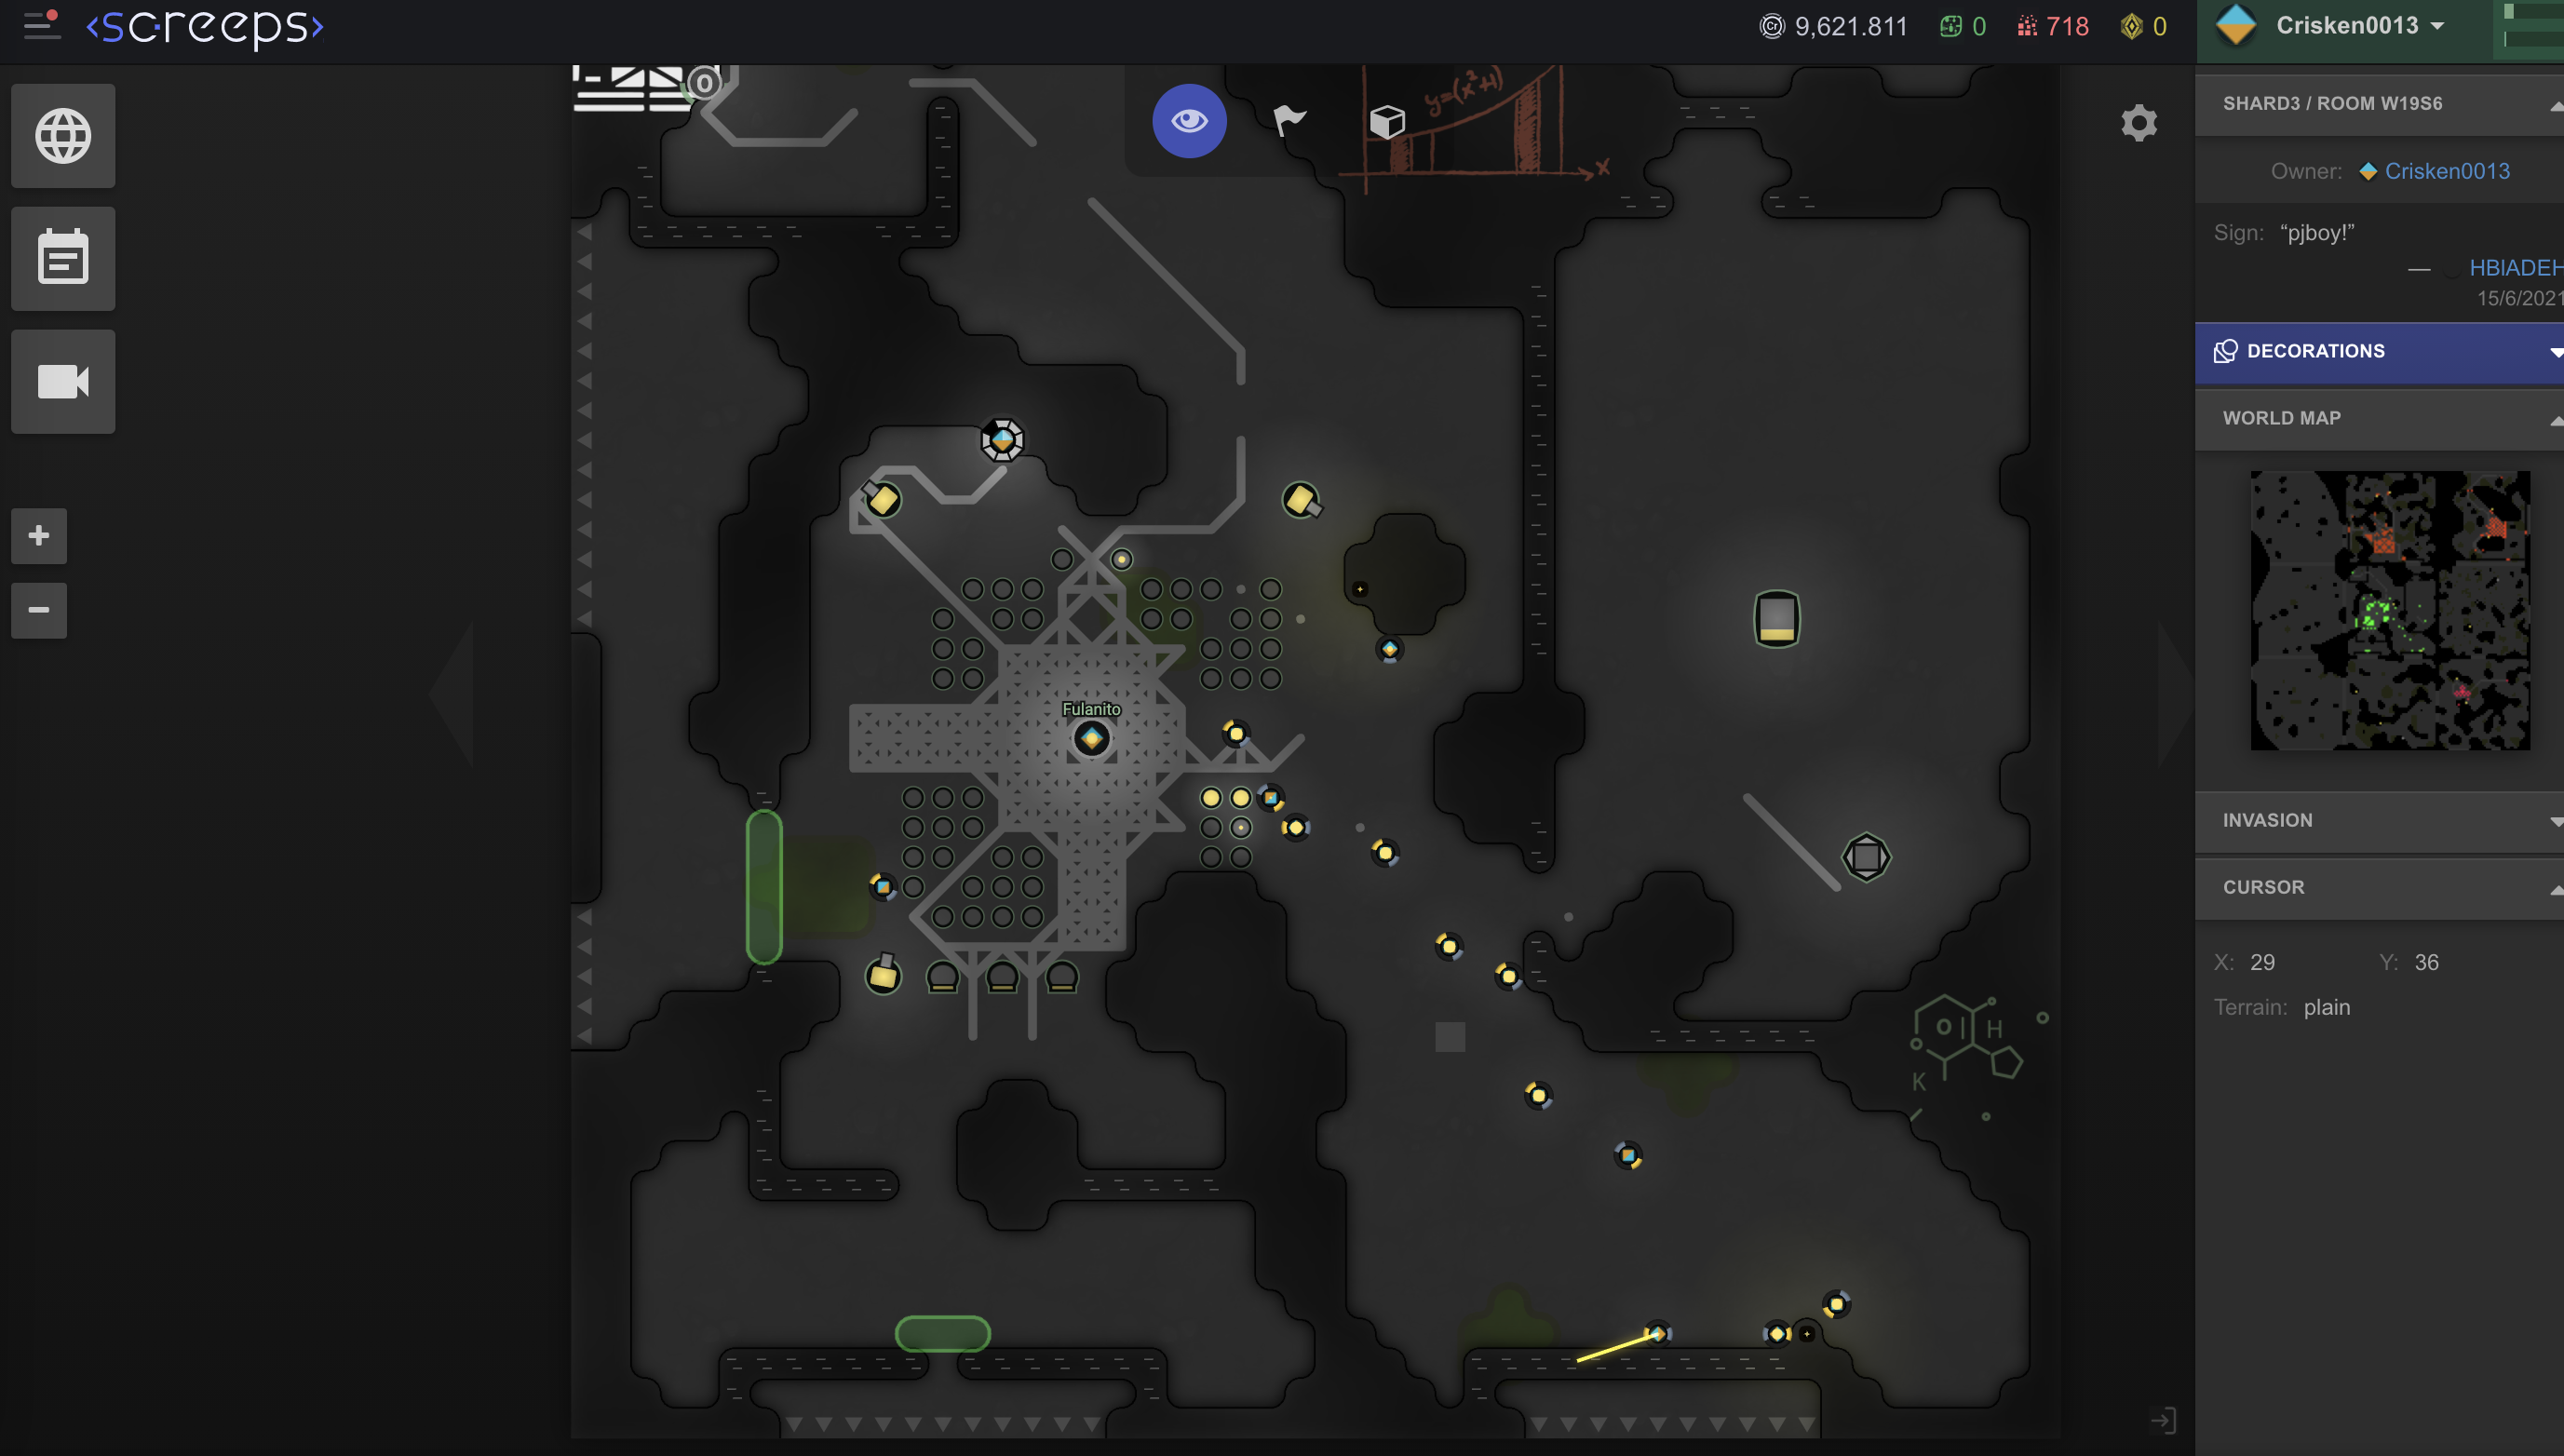 screeps
9,621.811
0
718
0
Crisken0013
y=(x²+1)
x
SHARD3 / ROOM W19S6
Owner: Crisken0013
Sign: “pjboy!”
— HBIADEH
15/6/2021
DECORATIONS
WORLD MAP
Fulanito
INVASION
CURSOR
X: 29 Y: 36
Terrain: plain
O H
K